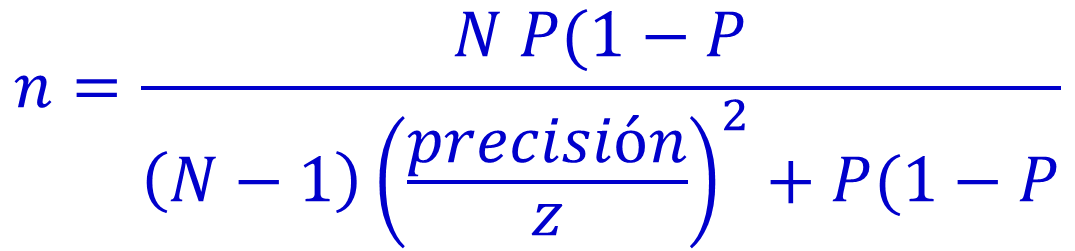 n = N P(1 − P / (N − 1) (precisión / z)² + P(1 − P